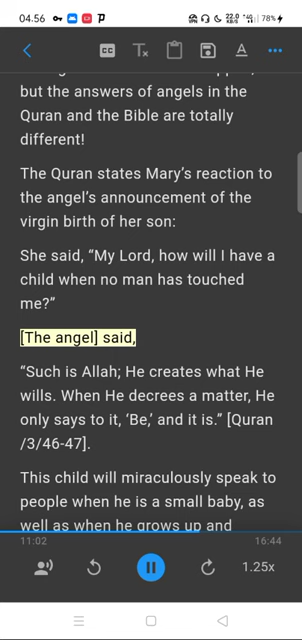 04.56
22.0 KB/S 4G 78%
CC
but the answers of angels in the
Quran and the Bible are totally
different!
The Quran states Mary's reaction to
the angel's announcement of the
virgin birth of her son:
She said, “My Lord, how will I have a
child when no man has touched
me?”
[The angel] said,
“Such is Allah; He creates what He
wills. When He decrees a matter, He
only says to it, ‘Be,’ and it is.” [Quran
/3/46-47].
This child will miraculously speak to
people when he is a small baby, as
well as when he grows up and
11:02 16:44
1.25x